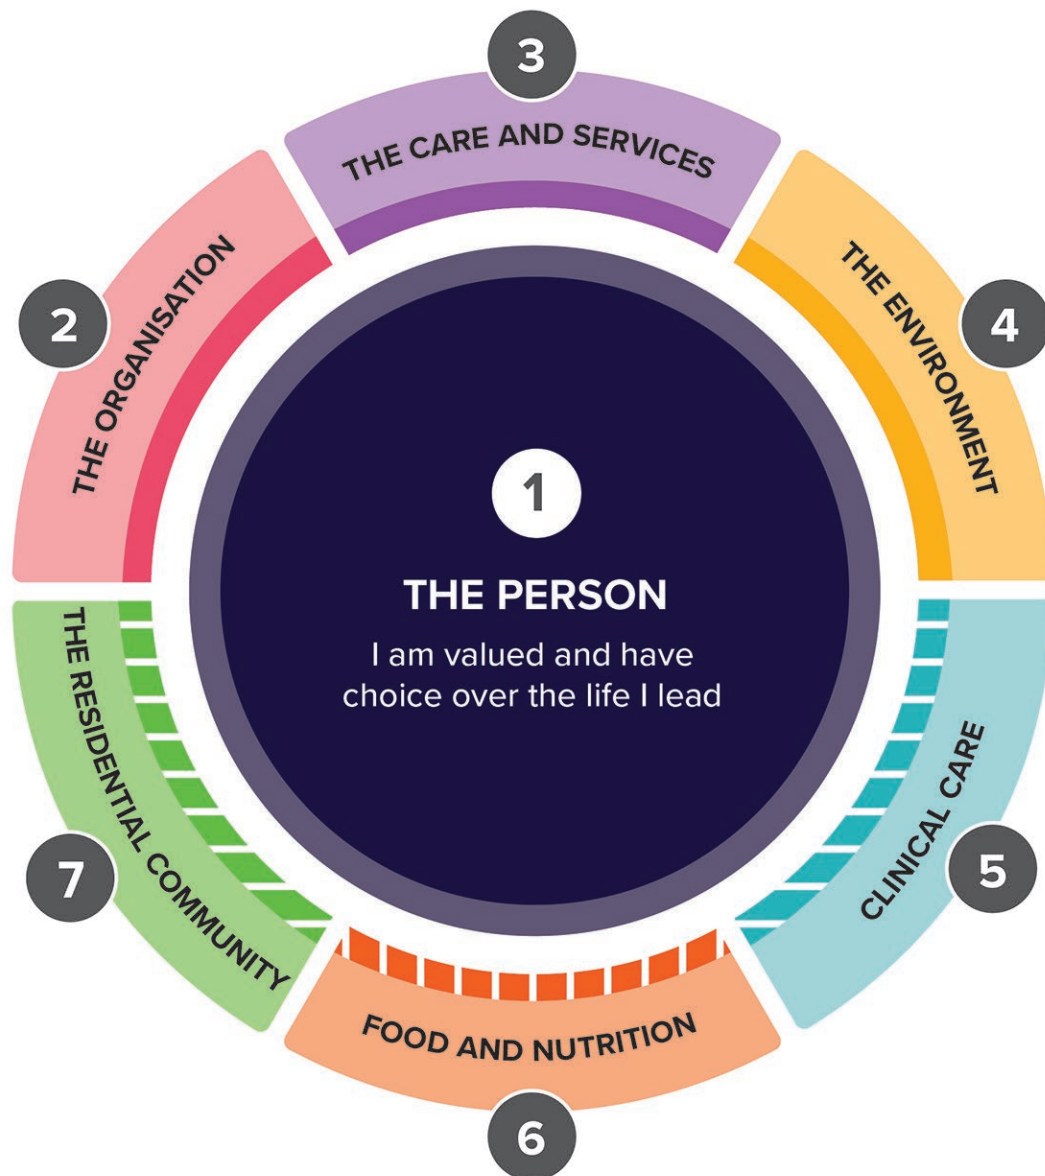 1
THE PERSON
I am valued and have
choice over the life I lead
2
THE ORGANISATION
3
THE CARE AND SERVICES
4
THE ENVIRONMENT
5
CLINICAL CARE
6
FOOD AND NUTRITION
7
THE RESIDENTIAL COMMUNITY